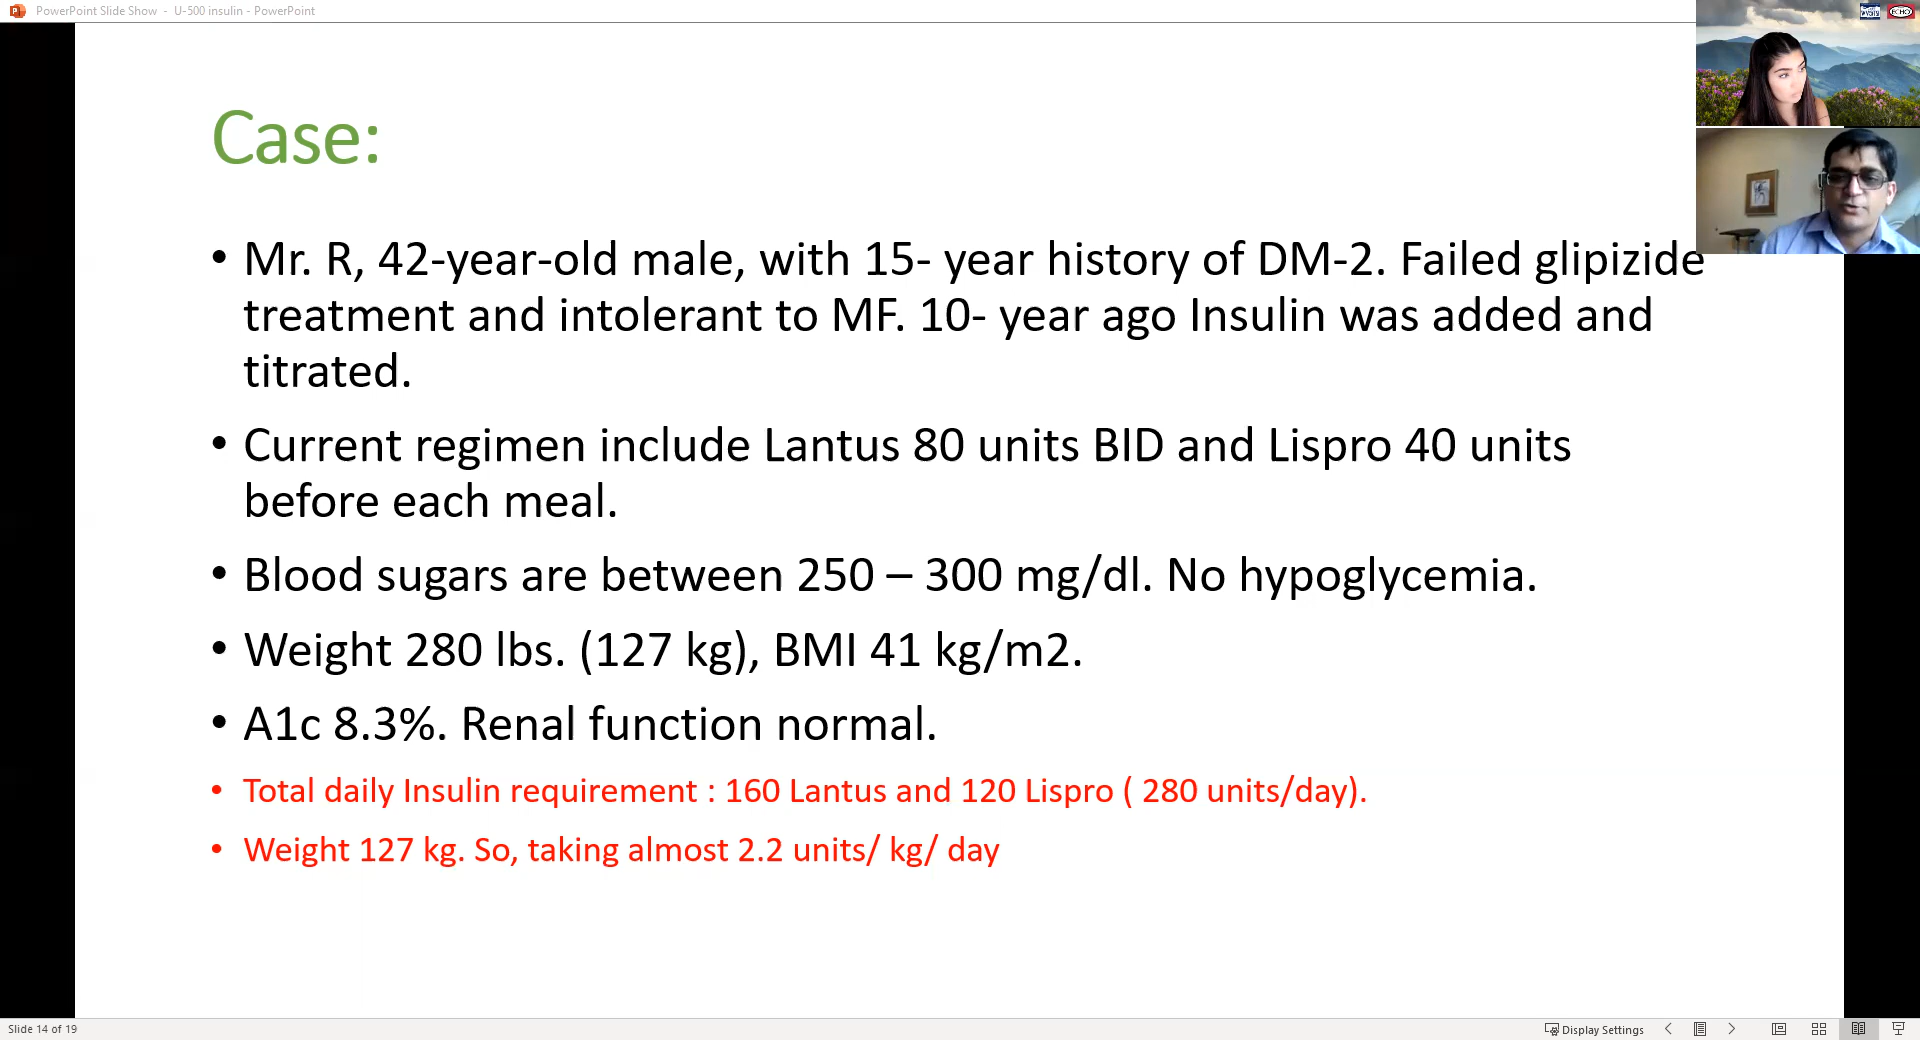 PowerPoint Slide Show - U-500 insulin - PowerPoint
ECHO
Case:
• Mr. R, 42-year-old male, with 15- year history of DM-2. Failed glipizide
treatment and intolerant to MF. 10- year ago Insulin was added and
titrated.
• Current regimen include Lantus 80 units BID and Lispro 40 units
before each meal.
• Blood sugars are between 250 – 300 mg/dl. No hypoglycemia.
• Weight 280 lbs. (127 kg), BMI 41 kg/m2.
• A1c 8.3%. Renal function normal.
• Total daily Insulin requirement : 160 Lantus and 120 Lispro ( 280 units/day).
• Weight 127 kg. So, taking almost 2.2 units/ kg/ day
Slide 14 of 19
Display Settings